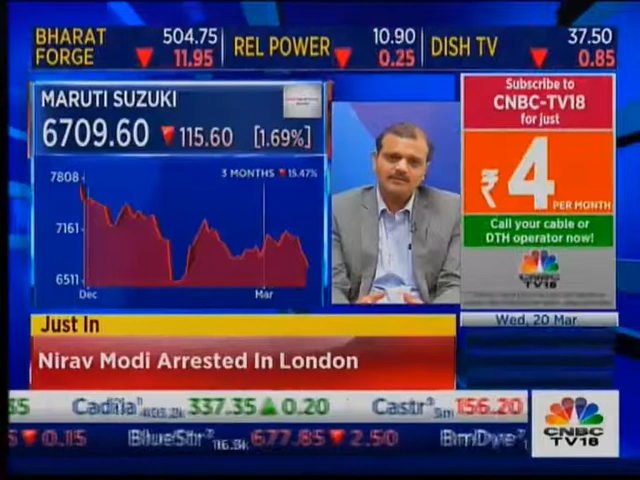 BHARAT FORGE 504.75 ▼ 11.95
REL POWER 10.90 ▼ 0.25
DISH TV 37.50 ▼ 0.85
MARUTI SUZUKI
6709.60 ▼ 115.60 [1.69%]
3 MONTHS ▼ 15.47%
7808
7161
6511
Dec Mar
Subscribe to
CNBC-TV18
for just
₹ 4
PER MONTH
Call your cable or
DTH operator now!
CNBC
TV18
Wed, 20 Mar
Just In
Nirav Modi Arrested In London
337.35 ▲ 0.20 156.20
▼ 0.15 677.85 ▼ 2.50
CNBC
TV18